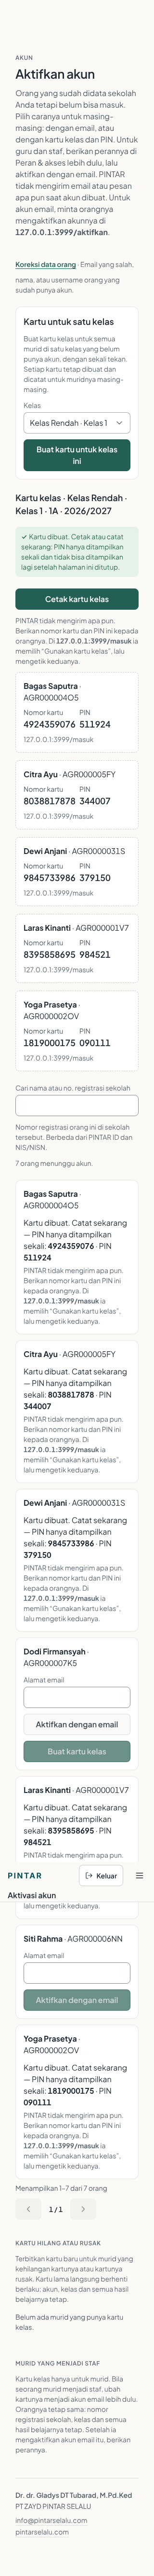 AKUN
Aktifkan akun
Orang yang sudah didata sekolah
Anda tetapi belum bisa masuk.
Pilih caranya untuk masing-
masing: dengan email, atau
dengan kartu kelas dan PIN. Untuk
guru dan staf, berikan perannya di
Peran & akses lebih dulu, lalu
aktifkan dengan email. PINTAR
tidak mengirim email atau pesan
apa pun saat akun dibuat. Untuk
akun email, minta orangnya
mengaktifkan akunnya di
127.0.0.1:3999/aktifkan.
Koreksi data orang · Email yang salah,
nama, atau username orang yang
sudah punya akun.
Kartu untuk satu kelas
Buat kartu kelas untuk semua
murid di satu kelas yang belum
punya akun, dengan sekali tekan.
Setiap kartu tetap dibuat dan
dicatat untuk muridnya masing-
masing.
Kelas
Kelas Rendah · Kelas 1
Buat kartu untuk kelas
ini
Kartu kelas · Kelas Rendah ·
Kelas 1 · 1A · 2026/2027
✓ Kartu dibuat. Cetak atau catat
sekarang: PIN hanya ditampilkan
sekali dan tidak bisa ditampilkan
lagi setelah halaman ini ditutup.
Cetak kartu kelas
PINTAR tidak mengirim apa pun.
Berikan nomor kartu dan PIN ini kepada
orangnya. Di 127.0.0.1:3999/masuk ia
memilih “Gunakan kartu kelas”, lalu
mengetik keduanya.
Bagas Saputra ·
AGR000004O5
Nomor kartu PIN
4924359076 511924
127.0.0.1:3999/masuk
Citra Ayu · AGR000005FY
Nomor kartu PIN
8038817878 344007
127.0.0.1:3999/masuk
Dewi Anjani · AGR0000031S
Nomor kartu PIN
9845733986 379150
127.0.0.1:3999/masuk
Laras Kinanti · AGR000001V7
Nomor kartu PIN
8395858695 984521
127.0.0.1:3999/masuk
Yoga Prasetya ·
AGR000002OV
Nomor kartu PIN
1819000175 090111
127.0.0.1:3999/masuk
Cari nama atau no. registrasi sekolah
Nomor registrasi orang ini di sekolah
tersebut. Berbeda dari PINTAR ID dan
NIS/NISN.
7 orang menunggu akun.
Bagas Saputra ·
AGR000004O5
Kartu dibuat. Catat sekarang
— PIN hanya ditampilkan
sekali: 4924359076 · PIN
511924
PINTAR tidak mengirim apa pun.
Berikan nomor kartu dan PIN ini
kepada orangnya. Di
127.0.0.1:3999/masuk ia
memilih “Gunakan kartu kelas”,
lalu mengetik keduanya.
Citra Ayu · AGR000005FY
Kartu dibuat. Catat sekarang
— PIN hanya ditampilkan
sekali: 8038817878 · PIN
344007
PINTAR tidak mengirim apa pun.
Berikan nomor kartu dan PIN ini
kepada orangnya. Di
127.0.0.1:3999/masuk ia
memilih “Gunakan kartu kelas”,
lalu mengetik keduanya.
Dewi Anjani · AGR0000031S
Kartu dibuat. Catat sekarang
— PIN hanya ditampilkan
sekali: 9845733986 · PIN
379150
PINTAR tidak mengirim apa pun.
Berikan nomor kartu dan PIN ini
kepada orangnya. Di
127.0.0.1:3999/masuk ia
memilih “Gunakan kartu kelas”,
lalu mengetik keduanya.
Dodi Firmansyah ·
AGR000007K5
Alamat email
Aktifkan dengan email
Buat kartu kelas
Laras Kinanti · AGR000001V7
Kartu dibuat. Catat sekarang
— PIN hanya ditampilkan
sekali: 8395858695 · PIN
984521
PINTAR tidak mengirim apa pun.
PINTAR
Keluar
Aktivasi akun
lalu mengetik keduanya.
Siti Rahma · AGR000006NN
Alamat email
Aktifkan dengan email
Yoga Prasetya ·
AGR000002OV
Kartu dibuat. Catat sekarang
— PIN hanya ditampilkan
sekali: 1819000175 · PIN
090111
PINTAR tidak mengirim apa pun.
Berikan nomor kartu dan PIN ini
kepada orangnya. Di
127.0.0.1:3999/masuk ia
memilih “Gunakan kartu kelas”,
lalu mengetik keduanya.
Menampilkan 1–7 dari 7 orang
1 / 1
KARTU HILANG ATAU RUSAK
Terbitkan kartu baru untuk murid yang
kehilangan kartunya atau kartunya
rusak. Kartu lama langsung berhenti
berlaku; akun, kelas dan semua hasil
belajarnya tetap.
Belum ada murid yang punya kartu
kelas.
MURID YANG MENJADI STAF
Kartu kelas hanya untuk murid. Bila
seorang murid menjadi staf, ubah
kartunya menjadi akun email lebih dulu.
Orangnya tetap sama: nomor
registrasi sekolah, kelas dan semua
hasil belajarnya tetap. Setelah ia
mengaktifkan akun email itu, berikan
perannya.
Dr. dr. Gladys DT Tubarad, M.Pd.Ked
PT ZAYD PINTAR SELALU
info@pintarselalu.com
pintarselalu.com